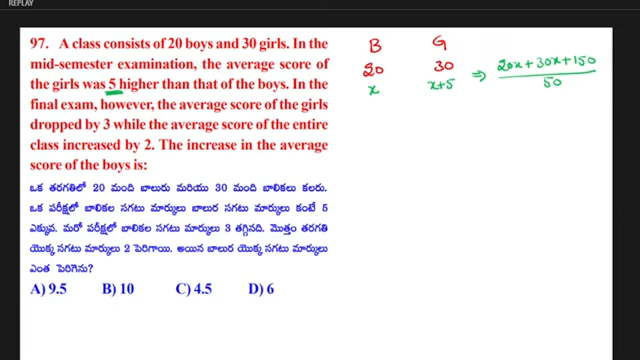 REPLAY
97. A class consists of 20 boys and 30 girls. In the
mid-semester examination, the average score of
the girls was 5 higher than that of the boys. In the
final exam, however, the average score of the girls
dropped by 3 while the average score of the entire
class increased by 2. The increase in the average
score of the boys is:
ఒక తరగతిలో 20 మంది బాలురు మరియు 30 మంది బాలికలు కలరు.
ఒక పరీక్షలో బాలికల సగటు మార్కులు బాలుర సగటు మార్కులు కంటే 5
ఎక్కువ. మరో పరీక్షలో బాలికల సగటు మార్కులు 3 తగ్గినది. మొత్తం తరగతి
యొక్క సగటు మార్కులు 2 పెరిగాయి. అయిన బాలుర యొక్క సగటు మార్కులు
ఎంత పెరిగెను?
A) 9.5 B) 10 C) 4.5 D) 6
B G
20 30
x x+5 ⇒ 20x + 30x + 150
50